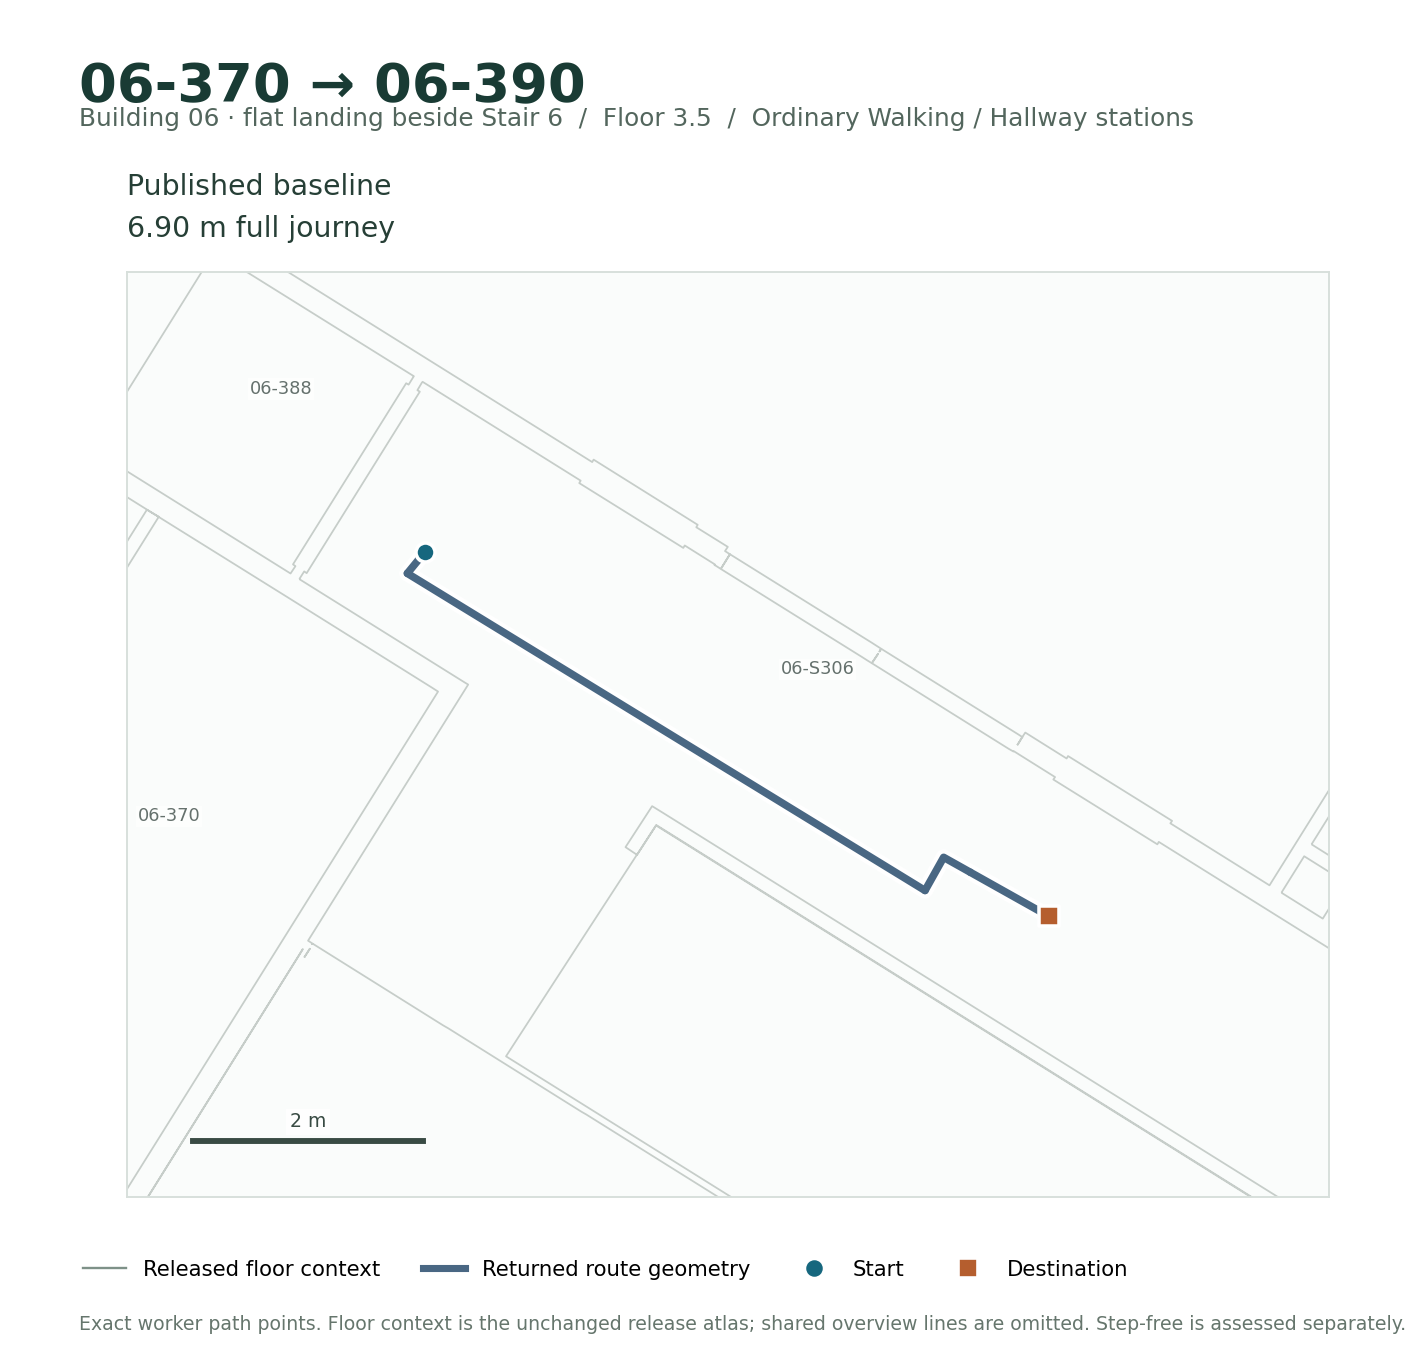 06-370 → 06-390
Building 06 · flat landing beside Stair 6 / Floor 3.5 / Ordinary Walking / Hallway stations
Published baseline
6.90 m full journey
06-388
06-S306
06-370
2 m
Released floor context
Returned route geometry
Start
Destination
Exact worker path points. Floor context is the unchanged release atlas; shared overview lines are omitted. Step-free is assessed separately.